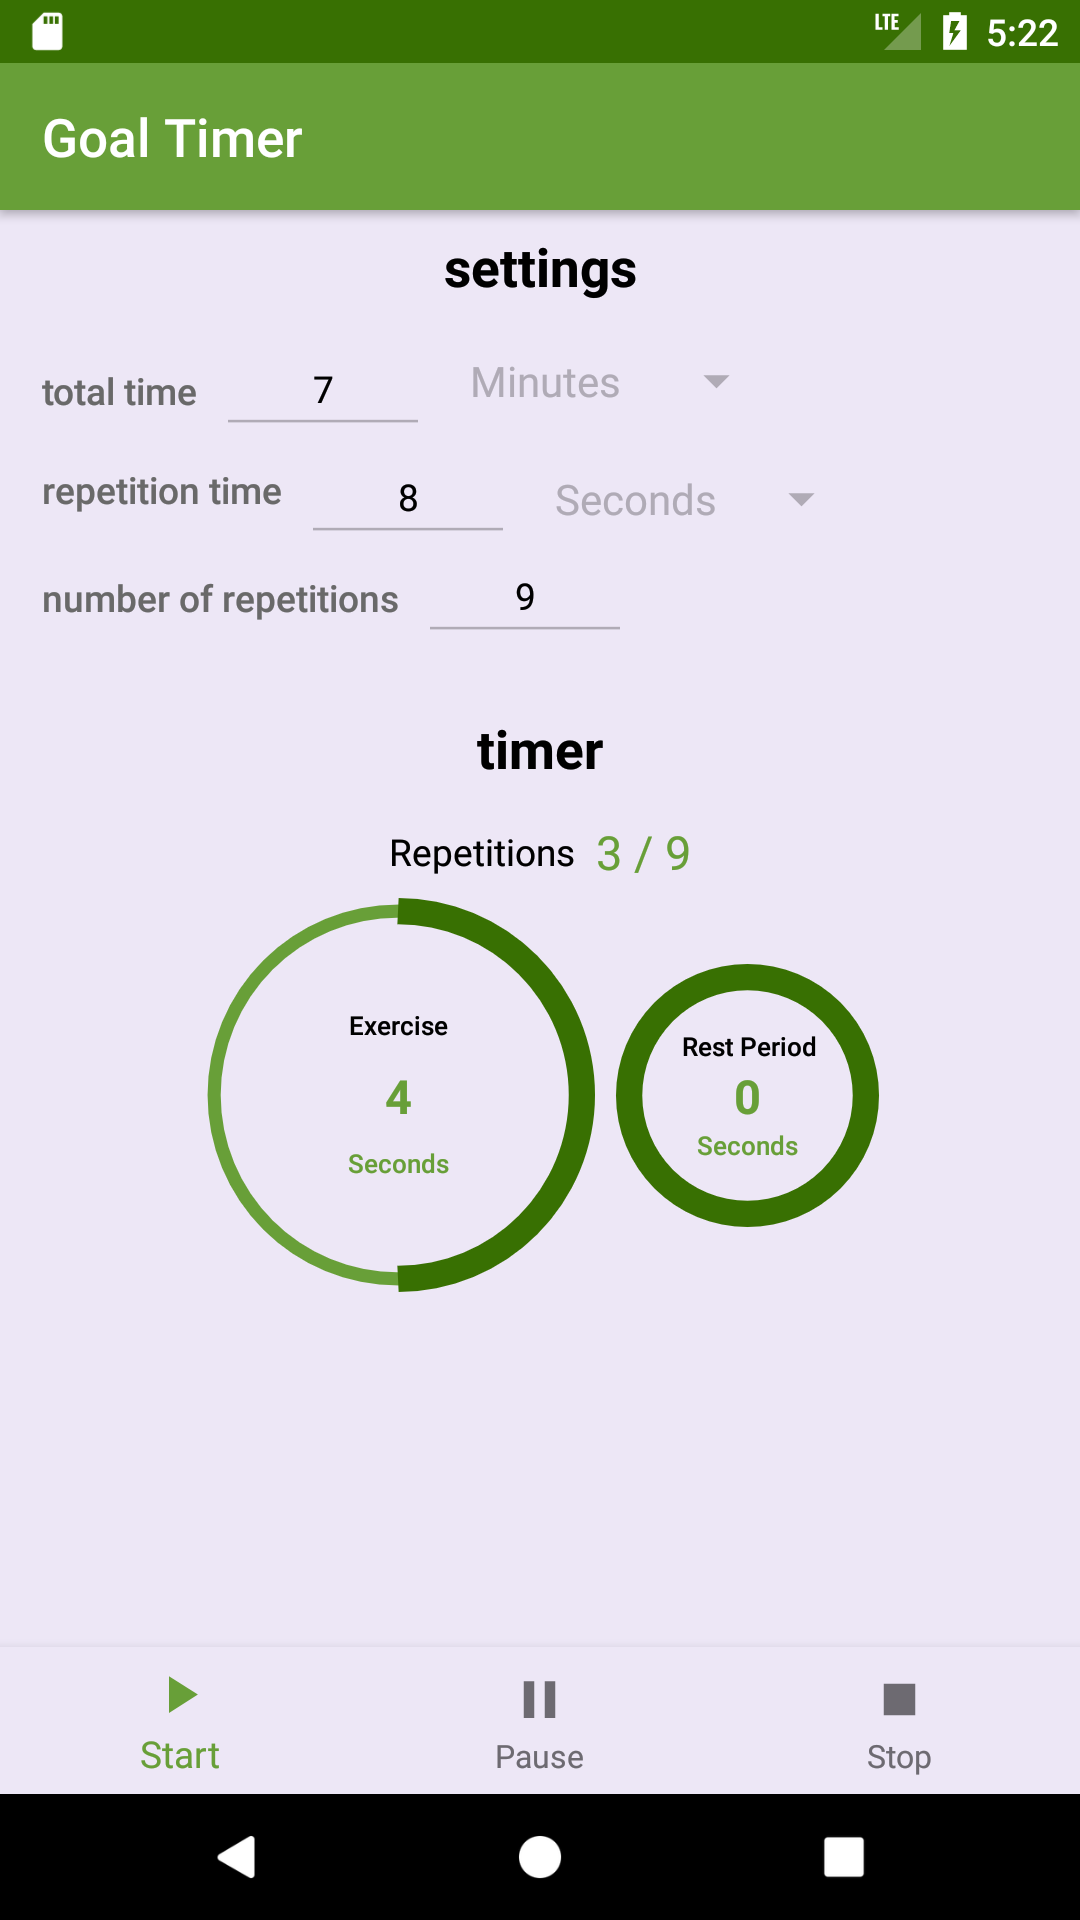 LTE 5:22
Goal Timer
settings
total time 7 Minutes
repetition time 8 Seconds
number of repetitions 9
timer
Repetitions 3 / 9
Exercise
4
Seconds
Rest Period
0
Seconds
Start Pause Stop